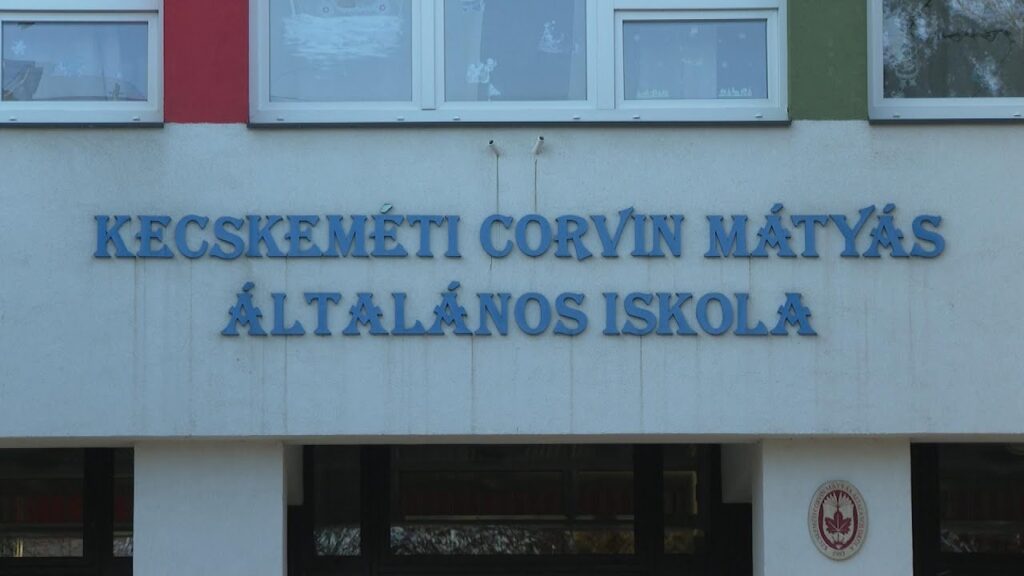 KECSKEMÉTI CORVIN MÁTYÁS
ÁLTALÁNOS ISKOLA